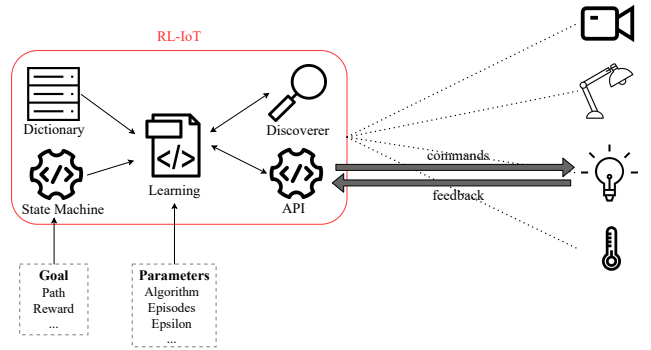 RL-IoT
Dictionary
Discoverer
</>
</>
</>
State Machine
Learning
API
commands
feedback
Goal
Path
Reward
...
Parameters
Algorithm
Episodes
Epsilon
...